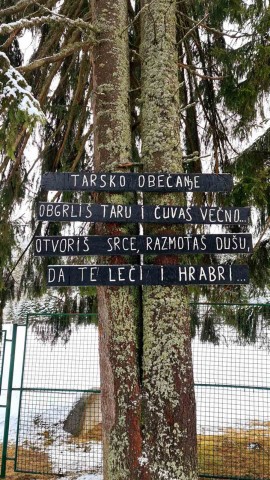 TARSKO OBEĆANJE
OBGRLIŠ TARU I ČUVAŠ VEČNO...
OTVORIŠ SRCE, RAZMOTAŠ DUŠU,
DA TE LEČI I HRABRI...